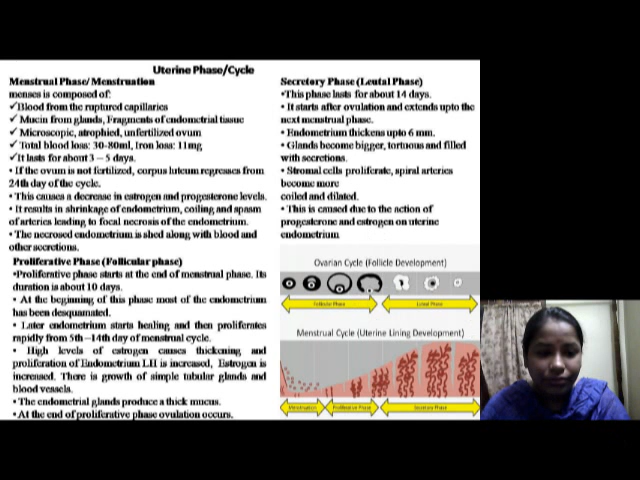 Uterine Phase/Cycle
Menstrual Phase/ Menstruation
menses is composed of:
✓Blood from the ruptured capillaries
✓ Mucin from glands, Fragments of endometrial tissue
✓ Microscopic, atrophied, unfertilized ovum
✓ Total blood loss: 30-80ml, Iron loss: 11mg
✓It lasts for about 3 – 5 days.
• If the ovum is not fertilized, corpus luteum regresses from
24th day of the cycle.
• This causes a decrease in estrogen and progesterone levels.
• It results in shrinkage of endometrium, coiling and spasm
of arteries leading to focal necrosis of the endometrium.
• The necrosed endometrium is shed along with blood and
other secretions.
Proliferative Phase (Follicular phase)
•Proliferative phase starts at the end of menstrual phase. Its
duration is about 10 days.
• At the beginning of this phase most of the endometrium
has been desquamated.
• Later endometrium starts healing and then proliferates
rapidly from 5th–14th day of menstrual cycle.
• High levels of estrogen causes thickening and
proliferation of Endometrium LH is increased, Estrogen is
increased. There is growth of simple tubular glands and
blood vessels.
• The endometrial glands produce a thick mucus.
• At the end of proliferative phase ovulation occurs.
Secretory Phase (Leutal Phase)
•This phase lasts for about 14 days.
• It starts after ovulation and extends upto the
next menstrual phase.
• Endometrium thickens upto 6 mm.
• Glands become bigger, tortuous and filled
with secretions.
• Stromal cells proliferate, spiral arteries
become more
coiled and dilated.
• This is caused due to the action of
progesterone and estrogen on uterine
endometrium
Ovarian Cycle (Follicle Development)
Follicular Phase
Luteal Phase
Menstrual Cycle (Uterine Lining Development)
Menstruation
Proliferative Phase
Secretory Phase